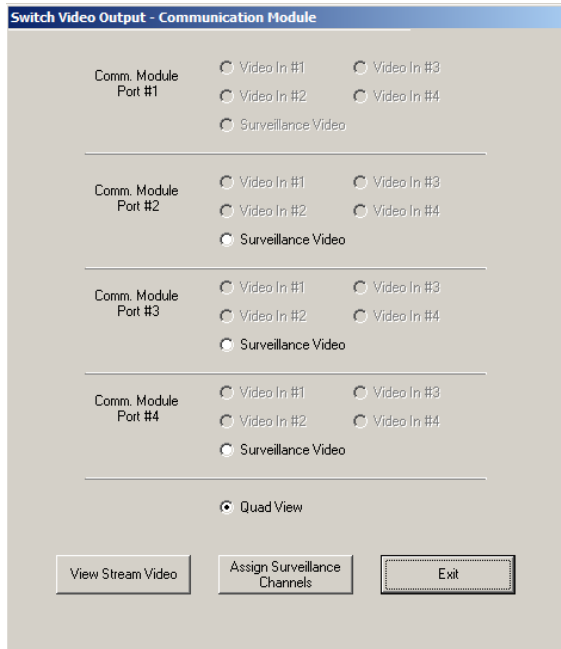 Switch Video Output - Communication Module
Comm. Module
Port #1
Video In #1
Video In #3
Video In #2
Video In #4
Surveillance Video
Comm. Module
Port #2
Video In #1
Video In #3
Video In #2
Video In #4
Surveillance Video
Comm. Module
Port #3
Video In #1
Video In #3
Video In #2
Video In #4
Surveillance Video
Comm. Module
Port #4
Video In #1
Video In #3
Video In #2
Video In #4
Surveillance Video
Quad View
View Stream Video
Assign Surveillance
Channels
Exit